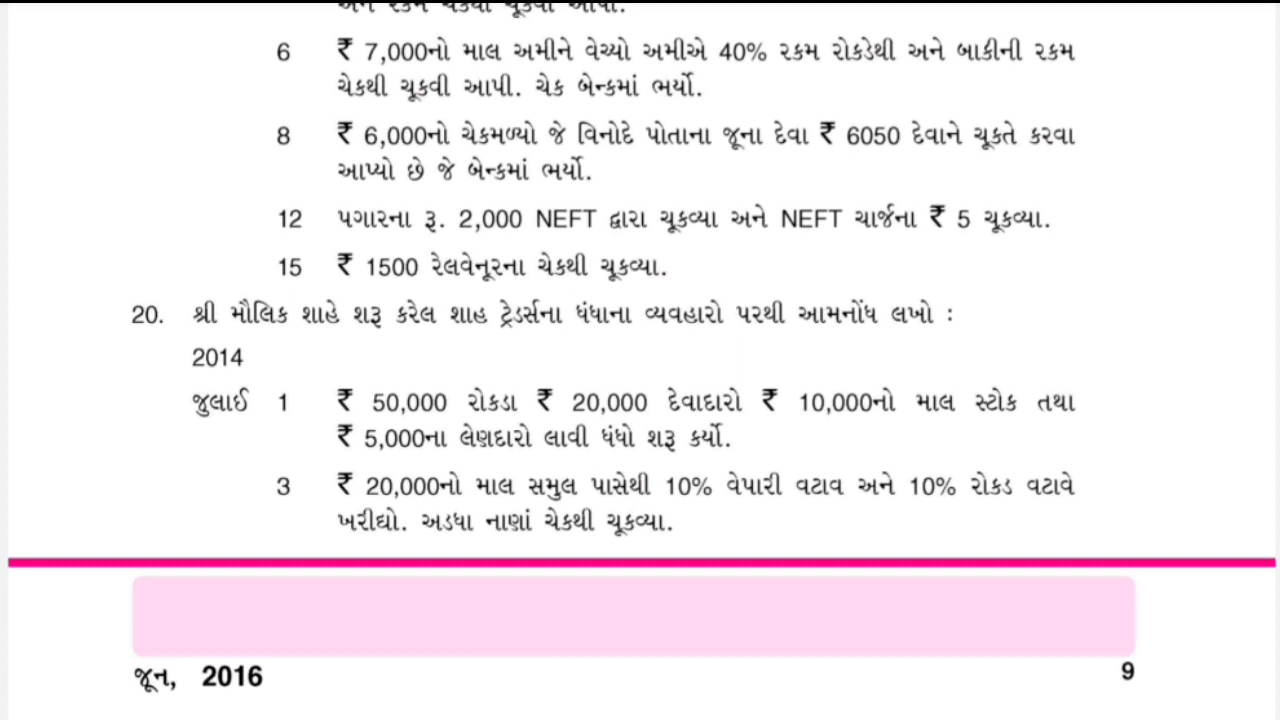 6 ₹ 7,000નો માલ અમીને વેચ્યો અમીએ 40% રકમ રોકડેથી અને બાકીની રકમ
ચેકથી ચૂકવી આપી. ચેક બેન્કમાં ભર્યો.
8 ₹ 6,000નો ચેકમળ્યો જે વિનોદે પોતાના જૂના દેવા ₹ 6050 દેવાને ચૂકતે કરવા
આપ્યો છે જે બેન્કમાં ભર્યો.
12 પગારના રૂ. 2,000 NEFT દ્વારા ચૂકવ્યા અને NEFT ચાર્જના ₹ 5 ચૂકવ્યા.
15 ₹ 1500 રેલવેનૂરના ચેકથી ચૂકવ્યા.
20. શ્રી મૌલિક શાહે શરૂ કરેલ શાહ ટ્રેડર્સના ધંધાના વ્યવહારો પરથી આમનોંધ લખો :
2014
જુલાઈ 1 ₹ 50,000 રોકડા ₹ 20,000 દેવાદારો ₹ 10,000નો માલ સ્ટોક તથા
₹ 5,000ના લેણદારો લાવી ધંધો શરૂ કર્યો.
3 ₹ 20,000નો માલ સમુલ પાસેથી 10% વેપારી વટાવ અને 10% રોકડ વટાવે
ખરીદ્યો. અડધા નાણાં ચેકથી ચૂકવ્યા.
જૂન, 2016 9